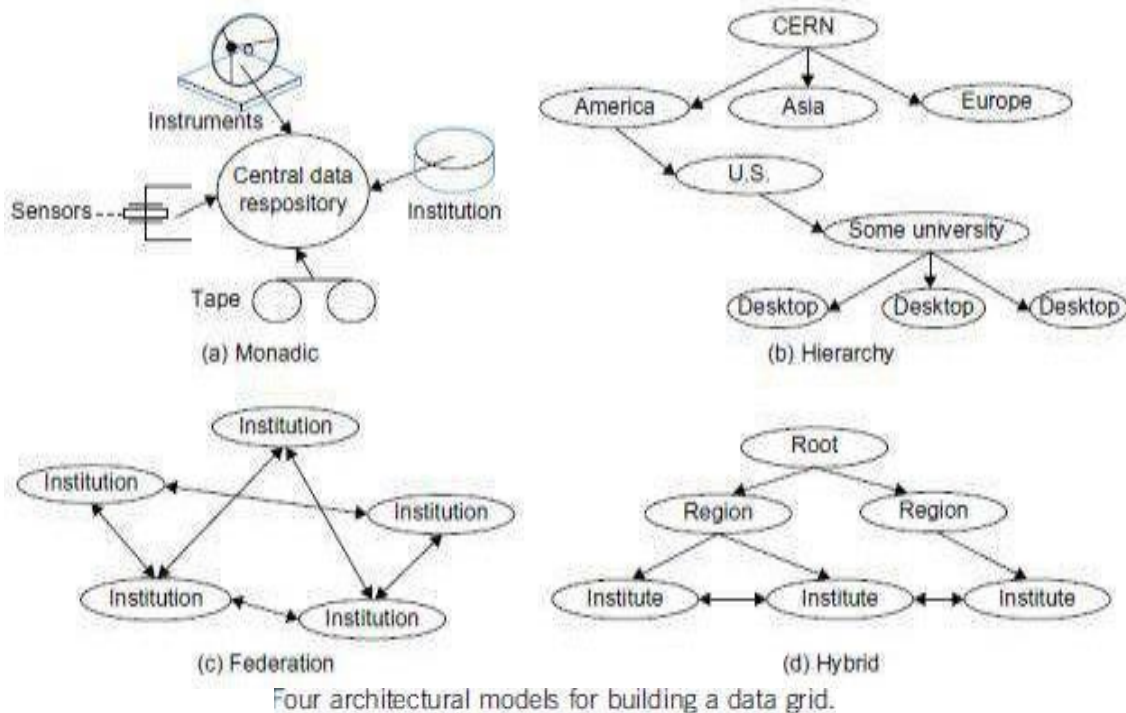 Instruments
Central data
respository
Sensors
Institution
Tape
(a) Monadic
CERN
America
Asia
Europe
U.S.
Some university
Desktop
Desktop
Desktop
(b) Hierarchy
Institution
Institution
Institution
Institution
Institution
(c) Federation
Root
Region
Region
Institute
Institute
Institute
(d) Hybrid
Four architectural models for building a data grid.